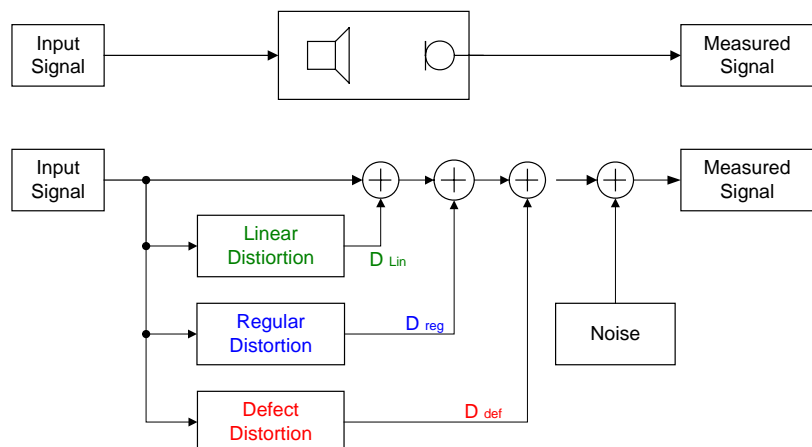 Input
Signal
Measured
Signal
Input
Signal
Measured
Signal
Linear
Distiortion
D Lin
Regular
Distortion
D reg
Noise
Defect
Distortion
D def